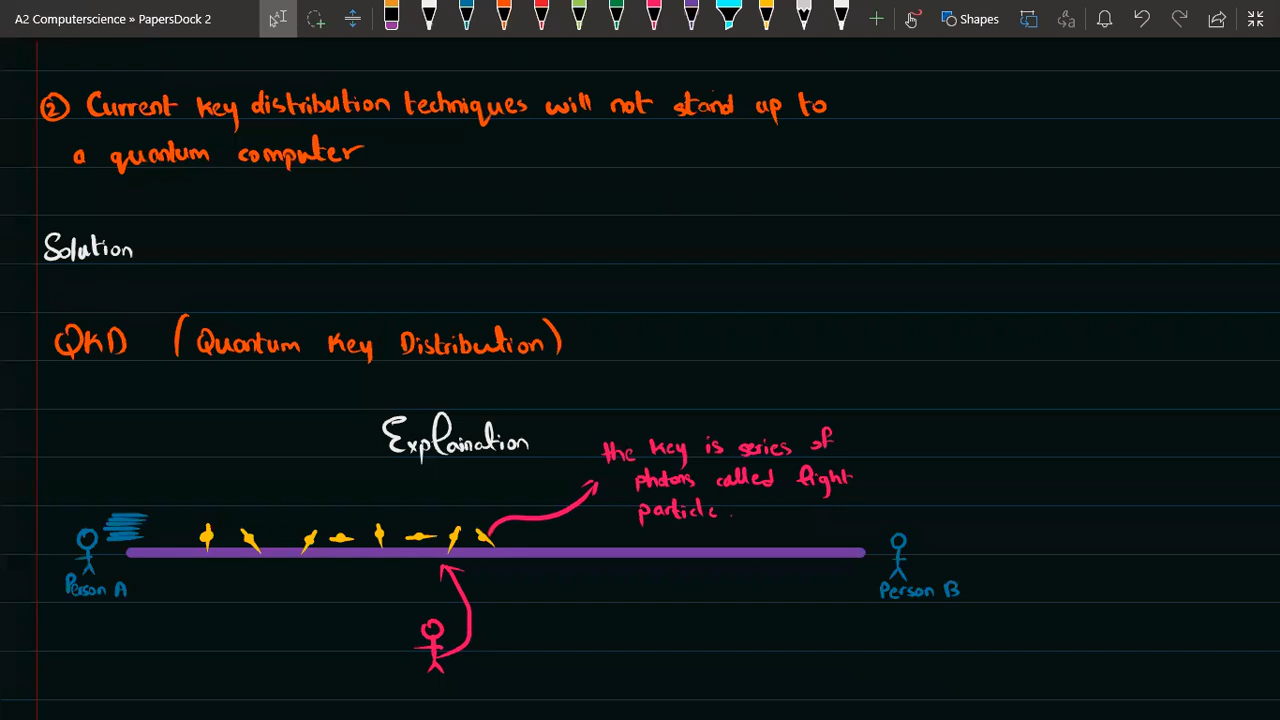 A2 Computerscience » PapersDock 2
Shapes
② Current key distribution techniques will not stand up to
a quantum computer
Solution
QKD (Quantum Key Distribution)
Explaination
the key is series of
photons called light
particle.
Person A
Person B